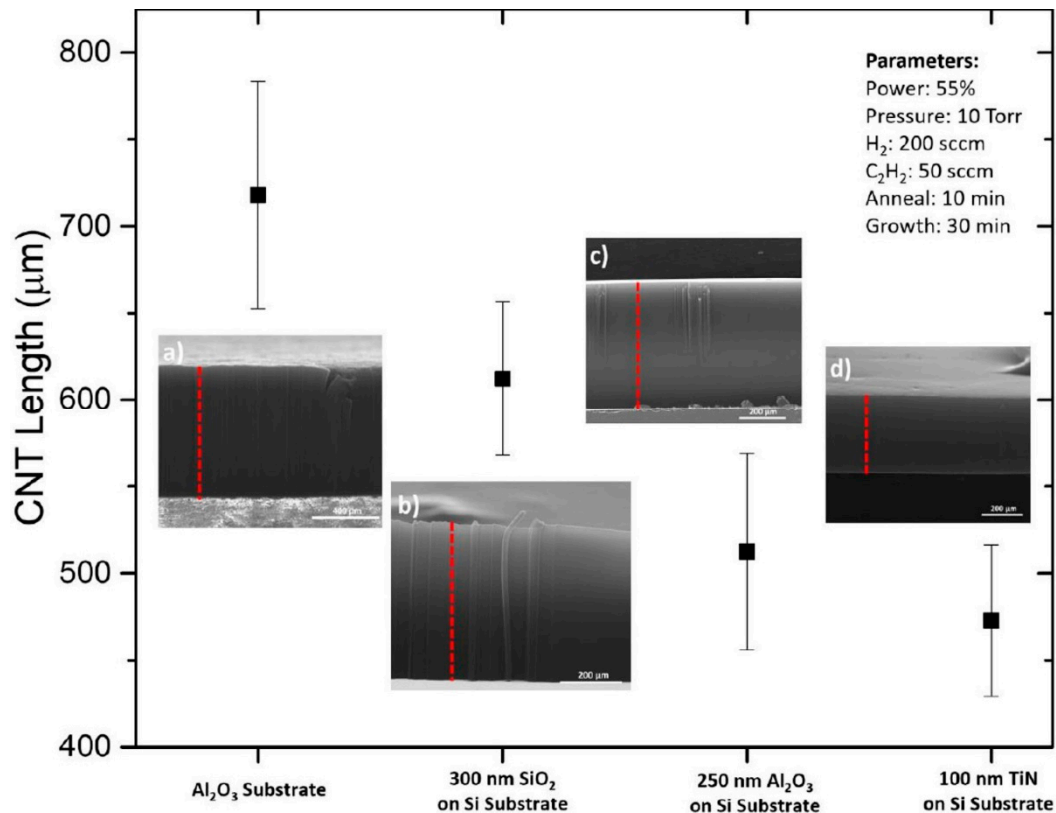 800
700
600
500
400
CNT Length (μm)
Parameters:
Power: 55%
Pressure: 10 Torr
H₂: 200 sccm
C₂H₂: 50 sccm
Anneal: 10 min
Growth: 30 min
a)
400 μm
b)
200 μm
c)
200 μm
d)
200 μm
Al₂O₃ Substrate
300 nm SiO₂
on Si Substrate
250 nm Al₂O₃
on Si Substrate
100 nm TiN
on Si Substrate